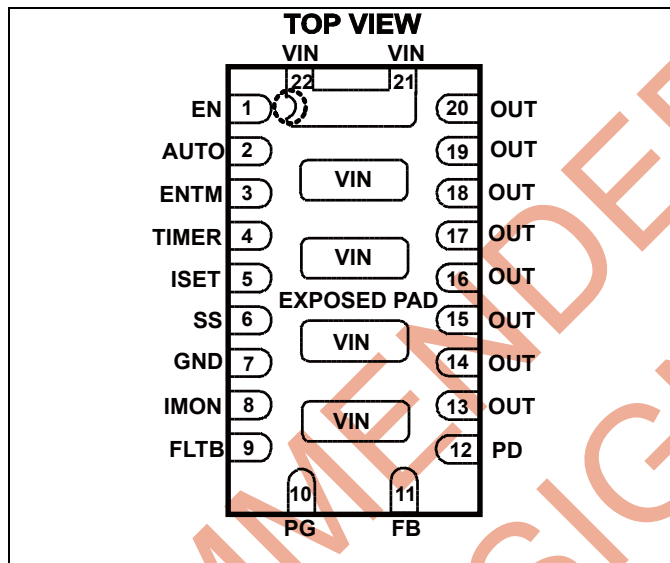 TOP VIEW
VIN VIN
22 21
EN 1 20 OUT
AUTO 2 19 OUT
VIN
ENTM 3 18 OUT
TIMER 4 17 OUT
VIN
ISET 5 16 OUT
EXPOSED PAD
SS 6 15 OUT
VIN
GND 7 14 OUT
IMON 8 13 OUT
VIN
FLTB 9 12 PD
10 11
PG FB